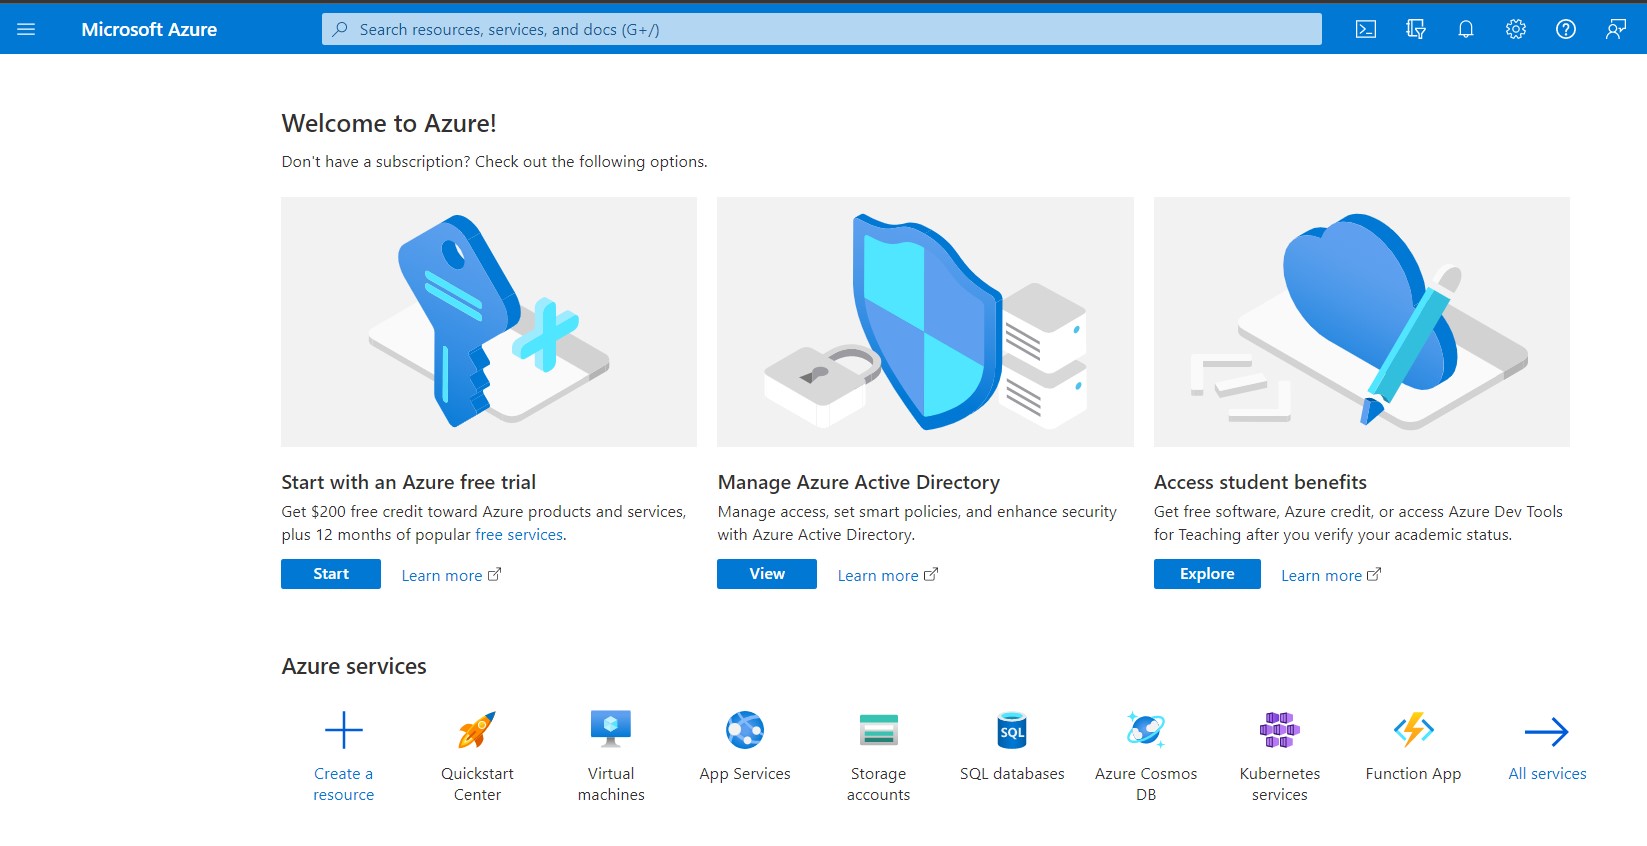 Microsoft Azure
Search resources, services, and docs (G+/)
Welcome to Azure!
Don't have a subscription? Check out the following options.
Start with an Azure free trial
Get $200 free credit toward Azure products and services,
plus 12 months of popular free services.
Start
Learn more
Manage Azure Active Directory
Manage access, set smart policies, and enhance security
with Azure Active Directory.
View
Learn more
Access student benefits
Get free software, Azure credit, or access Azure Dev Tools
for Teaching after you verify your academic status.
Explore
Learn more
Azure services
Create a
resource
Quickstart
Center
Virtual
machines
App Services
Storage
accounts
SQL
SQL databases
Azure Cosmos
DB
Kubernetes
services
Function App
All services